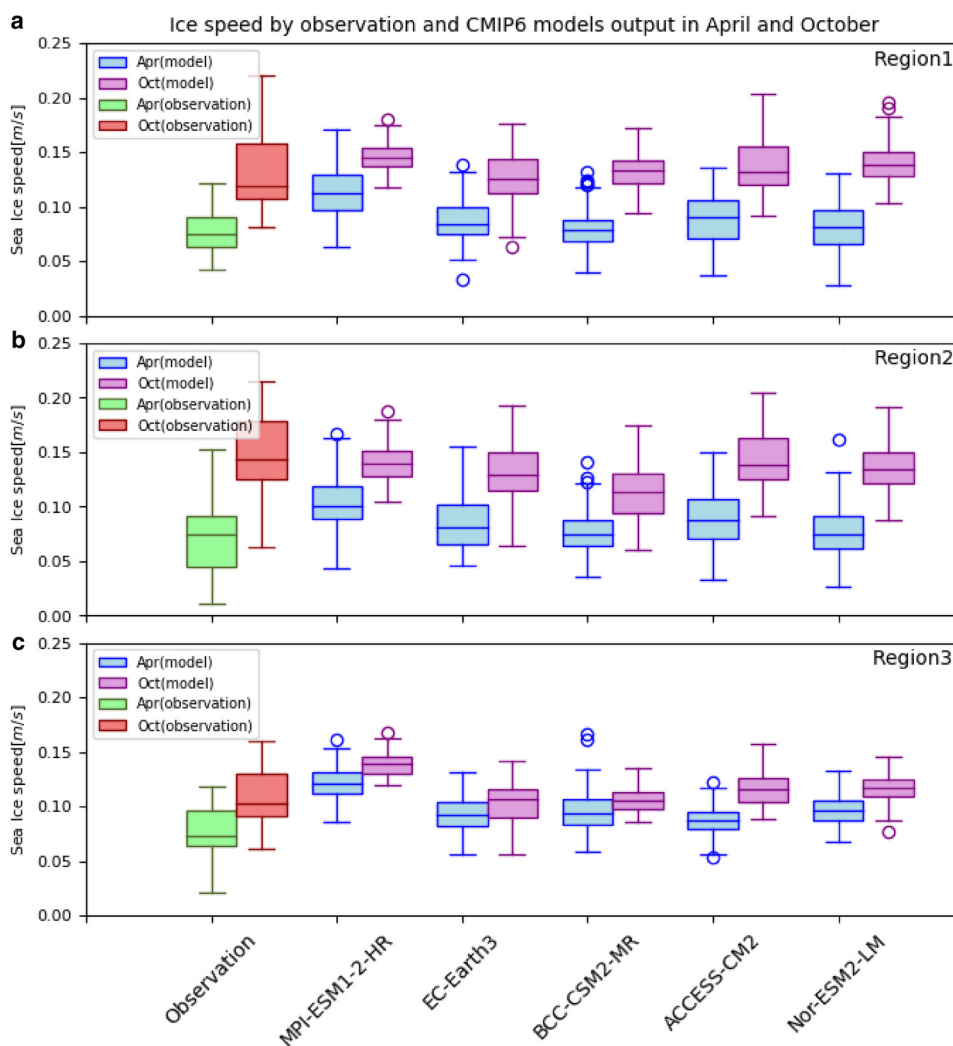 a
Ice speed by observation and CMIP6 models output in April and October
Region1
Apr(model)
Oct(model)
Apr(observation)
Oct(observation)
Sea Ice speed[m/s]
0.25
0.20
0.15
0.10
0.05
0.00
b
Region2
Apr(model)
Oct(model)
Apr(observation)
Oct(observation)
Sea Ice speed[m/s]
0.25
0.20
0.15
0.10
0.05
0.00
c
Region3
Apr(model)
Oct(model)
Apr(observation)
Oct(observation)
Sea Ice speed[m/s]
0.25
0.20
0.15
0.10
0.05
0.00
Observation
MPI-ESM1-2-HR
EC-Earth3
BCC-CSM2-MR
ACCESS-CM2
Nor-ESM2-LM